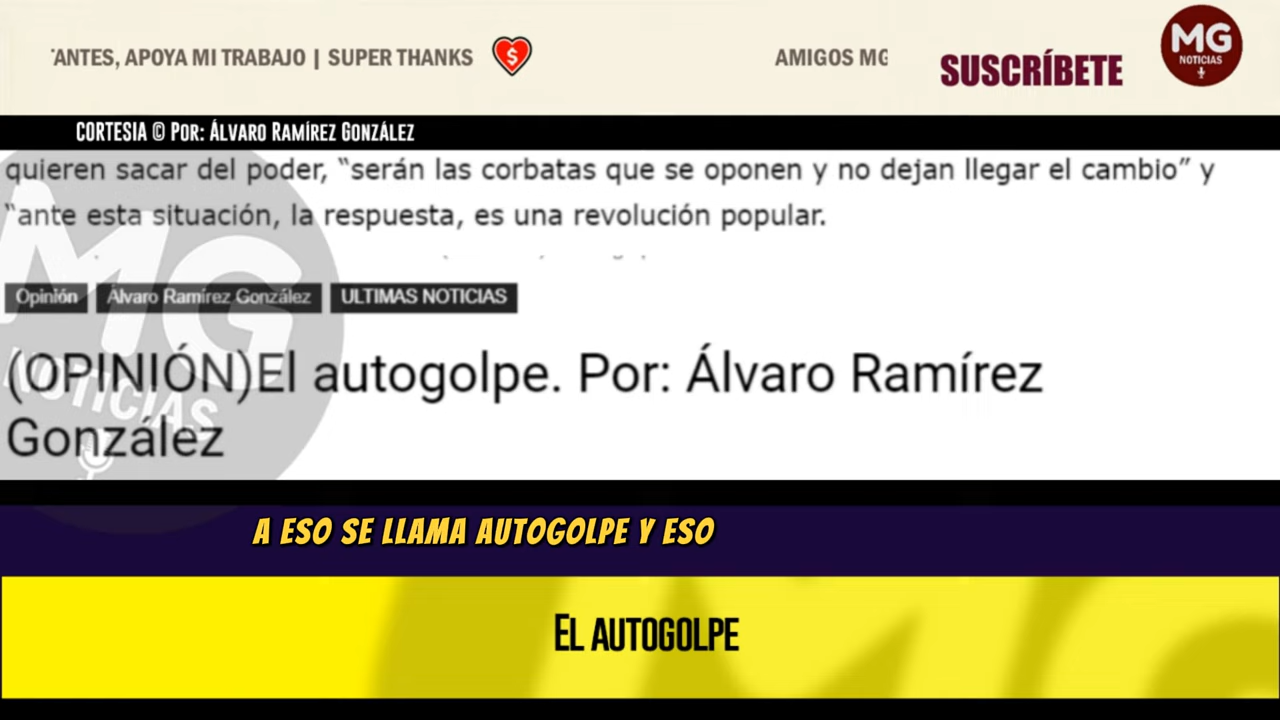 ANTES, APOYA MI TRABAJO | SUPER THANKS
AMIGOS MG
SUSCRÍBETE
MG
NOTICIAS
CORTESIA © POR: ÁLVARO RAMÍREZ GONZÁLEZ
quieren sacar del poder, “serán las corbatas que se oponen y no dejan llegar el cambio” y
“ante esta situación, la respuesta, es una revolución popular.
Opinión Álvaro Ramírez González ULTIMAS NOTICIAS
(OPINIÓN)El autogolpe. Por: Álvaro Ramírez
González
MG
NOTICIAS
A ESO SE LLAMA AUTOGOLPE Y ESO
EL AUTOGOLPE